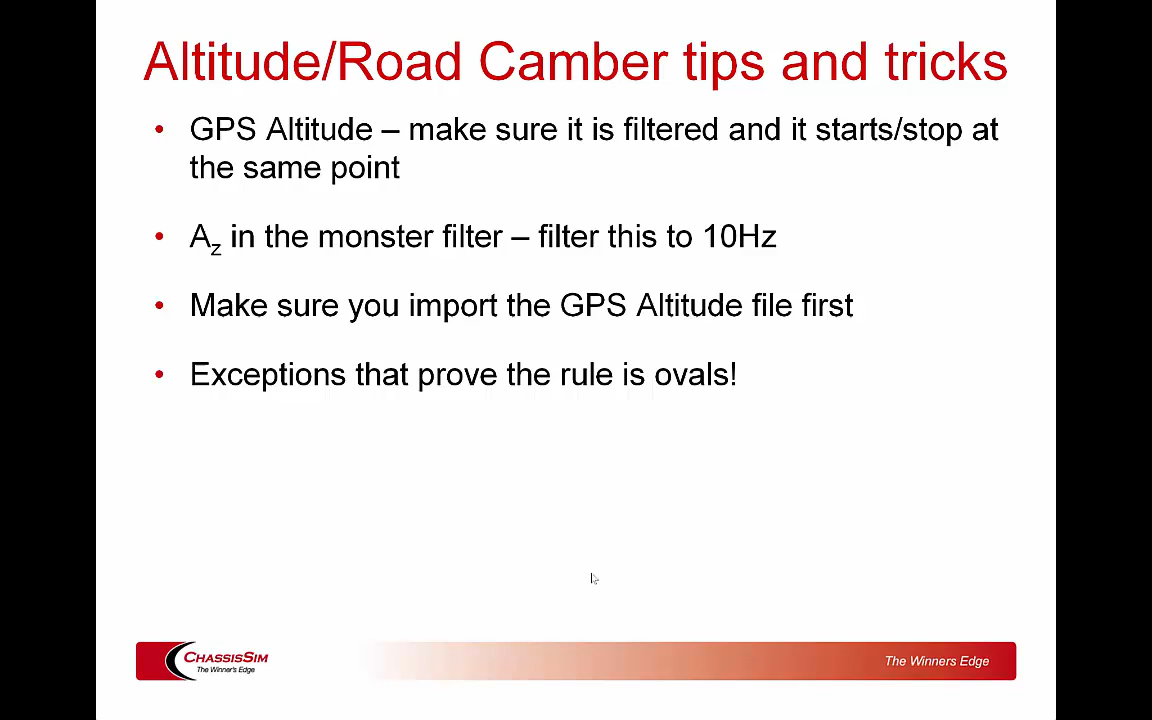 Altitude/Road Camber tips and tricks
• GPS Altitude – make sure it is filtered and it starts/stop at
the same point
• Az in the monster filter – filter this to 10Hz
• Make sure you import the GPS Altitude file first
• Exceptions that prove the rule is ovals!
CHASSISSIM
The Winner's Edge
The Winners Edge